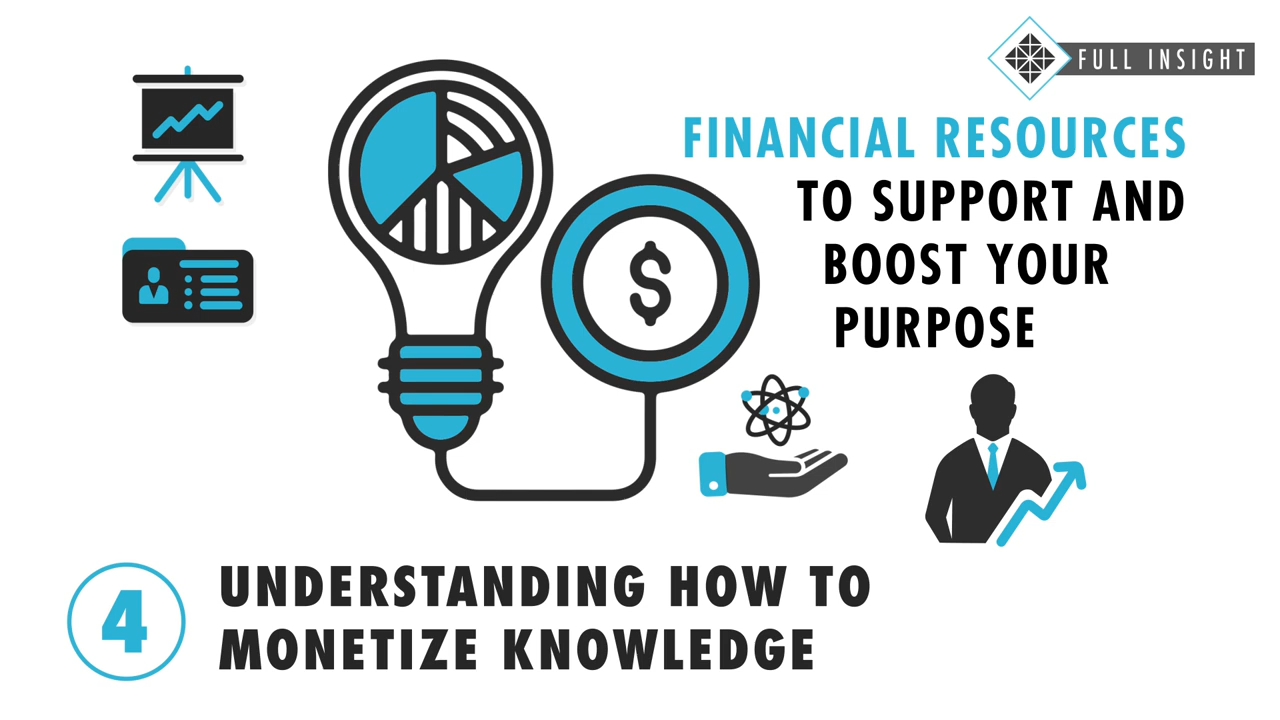 FULL INSIGHT
FINANCIAL RESOURCES
TO SUPPORT AND
BOOST YOUR
PURPOSE
$
4
UNDERSTANDING HOW TO
MONETIZE KNOWLEDGE